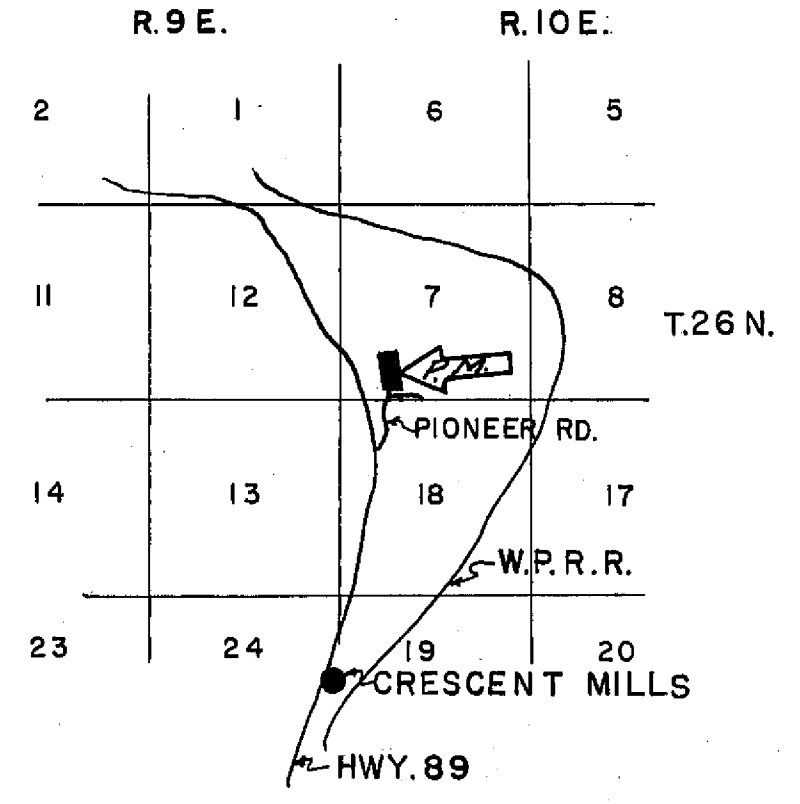 R. 9 E. R. 10 E.
2 1 6 5
11 12 7 8
T. 26 N.
P. M.
PIONEER RD.
14 13 18 17
W. P. R. R.
23 24 19 20
CRESCENT MILLS
HWY. 89